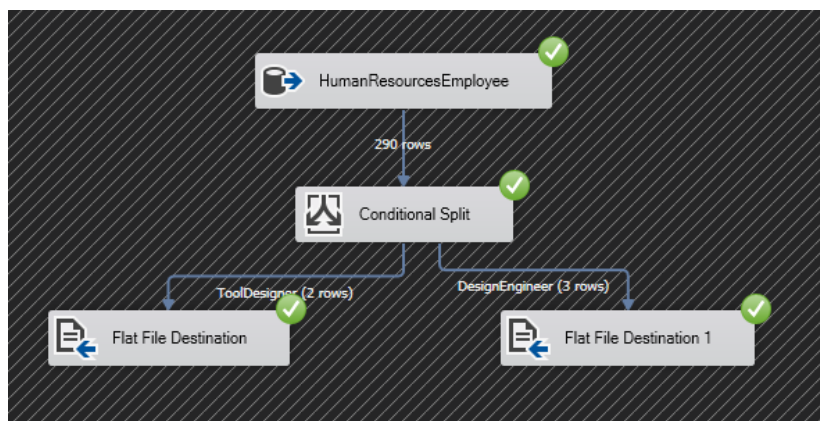 HumanResourcesEmployee
290 rows
Conditional Split
ToolDesigner (2 rows)
DesignEngineer (3 rows)
Flat File Destination
Flat File Destination 1